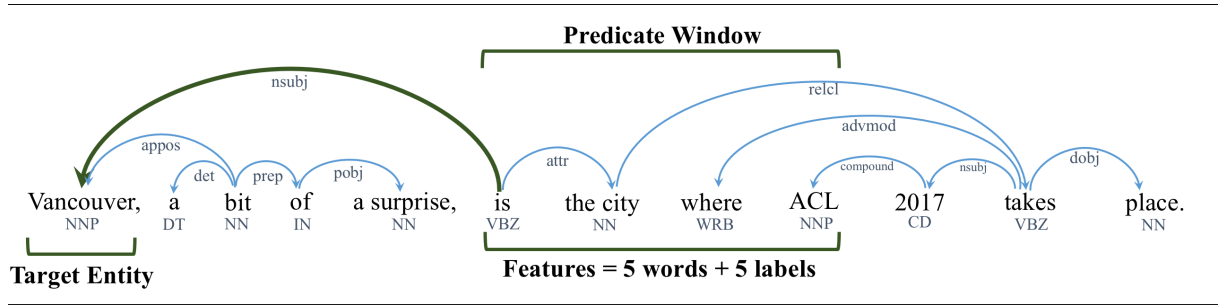 Predicate Window
nsubj
relcl
advmod
appos
attr
dobj
det
prep
pobj
compound
nsubj
Vancouver, a bit of a surprise, is the city where ACL 2017 takes place.
NNP DT NN IN NN VBZ NN WRB NNP CD VBZ NN
Target Entity
Features = 5 words + 5 labels